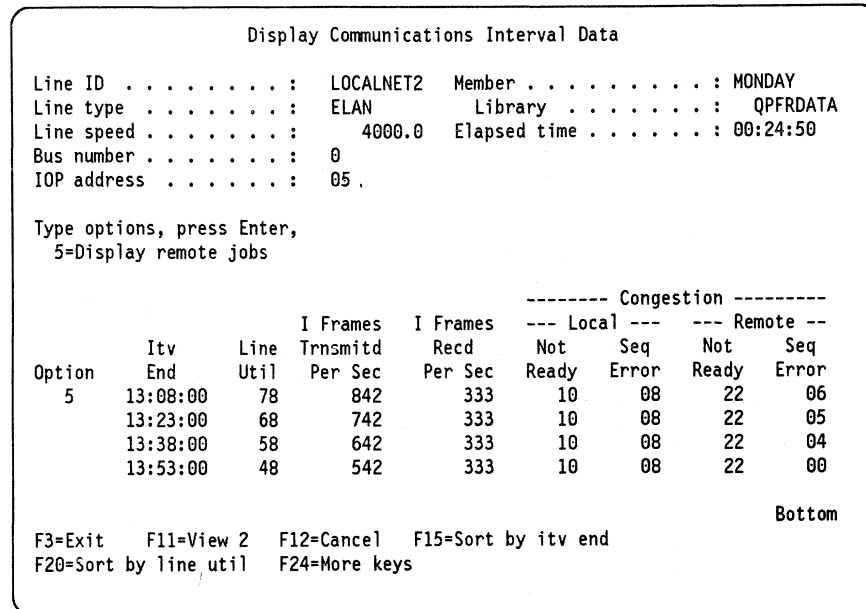 Display Communications Interval Data
Line ID . . . . . . . . :   LOCALNET2   Member . . . . . . . . . : MONDAY
Line type . . . . . . . :   ELAN   Library . . . . . . . : QPFRDATA
Line speed . . . . . . . :   4000.0   Elapsed time . . . . . . . : 00:24:50
Bus number . . . . . . . :   0
IOP address . . . . . . :   05
Type options, press Enter,
5=Display remote jobs
-------- Congestion ---------
I Frames   I Frames   --- Local ---   --- Remote --
Itv   Line   Trnsmitd   Recd   Not   Seq   Not   Seq
Option   End   Util   Per Sec   Per Sec   Ready   Error   Ready   Error
5   13:08:00   78   842   333   10   08   22   06
13:23:00   68   742   333   10   08   22   05
13:38:00   58   642   333   10   08   22   04
13:53:00   48   542   333   10   08   22   00
Bottom
F3=Exit   F11=View 2   F12=Cancel   F15=Sort by itv end
F20=Sort by line util   F24=More keys